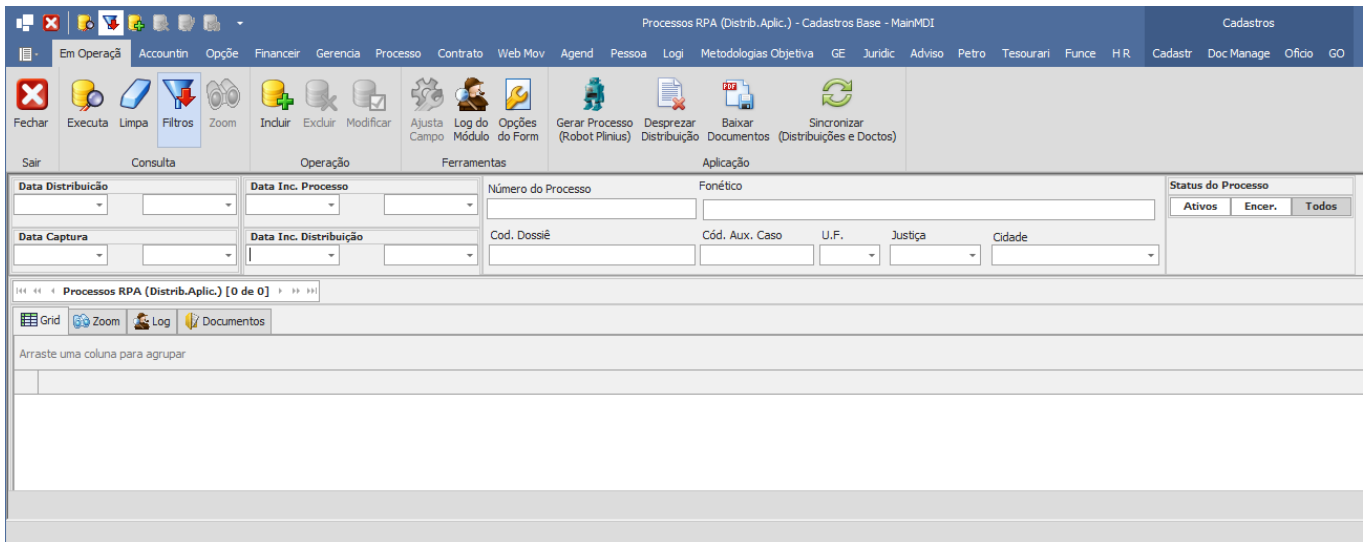 Processos RPA (Distrib.Aplic.) - Cadastros Base - MainMDI
Cadastros
Em Operaçã Accountin Opçõe Financeir Gerencia Processo Contrato Web Mov Agend Pessoa Logi Metodologias Objetiva GE Juridic Adviso Petro Tesourari Funce H R Cadastr Doc Manage Oficio GO
Fechar Executa Limpa Filtros Zoom Incluir Excluir Modificar Ajusta Campo Log do Módulo Opções do Form Gerar Processo (Robot Plinius) Desprezar Distribuição Baixar Documentos Sincronizar (Distribuições e Doctos)
Sair Consulta Operação Ferramentas Aplicação
Data Distribuicão Data Inc. Processo Número do Processo Fonético Status do Processo
Ativos Encer. Todos
Data Captura Data Inc. Distribuição Cod. Dossiê Cód. Aux. Caso U.F. Justiça Cidade
Processos RPA (Distrib.Aplic.) [0 de 0]
Grid Zoom Log Documentos
Arraste uma coluna para agrupar